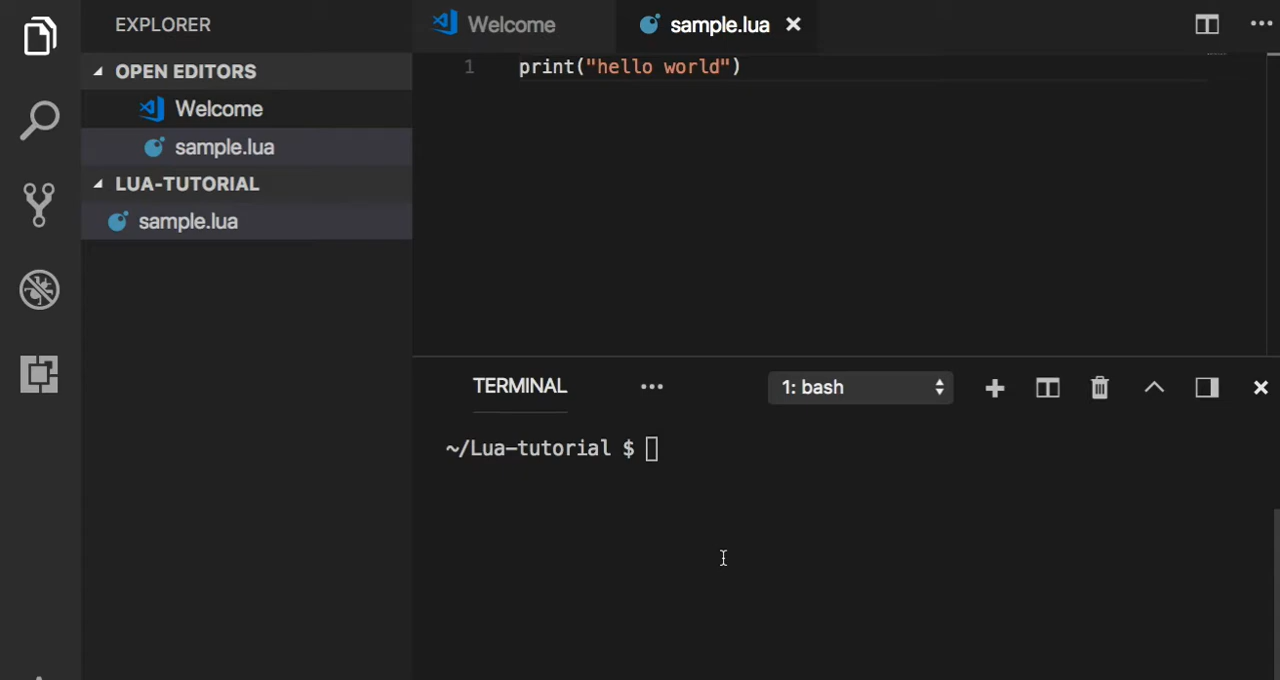 EXPLORER
OPEN EDITORS
Welcome
sample.lua
LUA-TUTORIAL
sample.lua
Welcome
sample.lua
1 print("hello world")
TERMINAL
1: bash
~/Lua-tutorial $